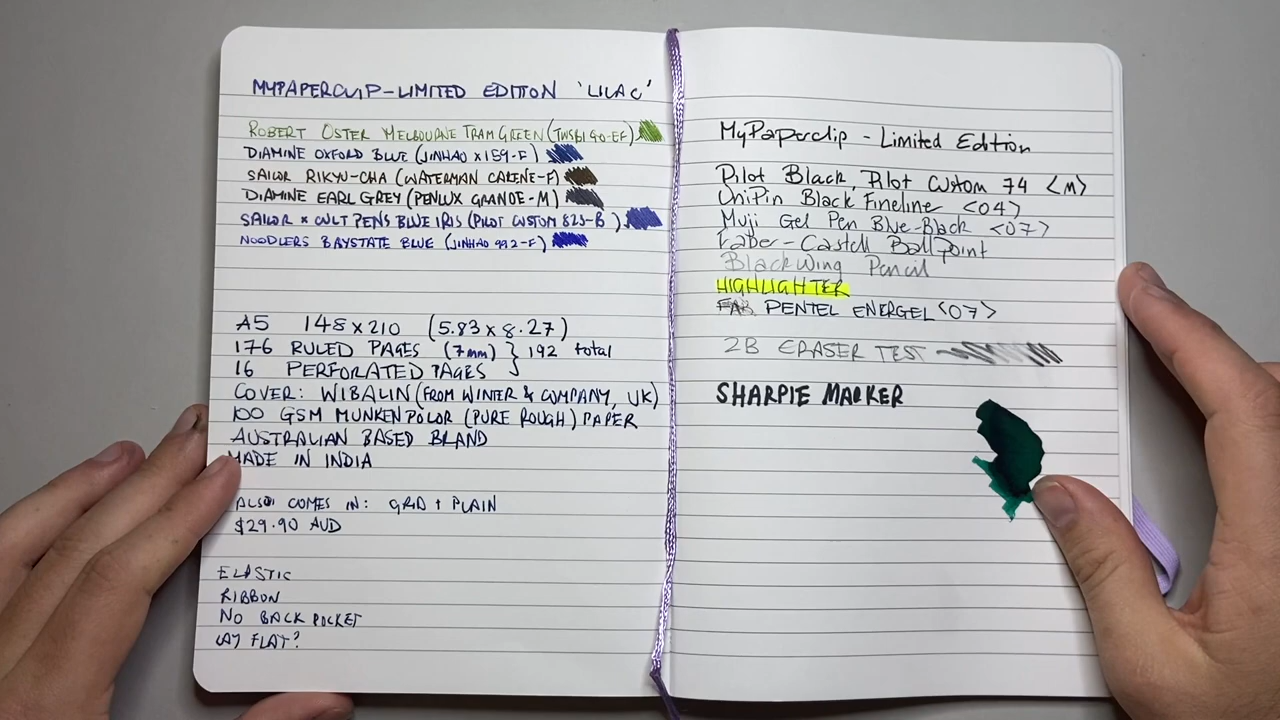 MYPAPERCLIP-LIMITED EDITION 'LILAC'
ROBERT OSTER MELBOURNE TRAM GREEN (TWSBI GO-EF)
DIAMINE OXFORD BLUE (JINHAO X159-F)
SAILOR RIKYU-CHA (WATERMAN CARENE-F)
DIAMINE EARL GREY (PENLUX GRANDE-M)
SAILOR x CULT PENS BLUE IRIS (PILOT CUSTOM 823-B)
NOODLERS BAYSTATE BLUE (JINHAO 992-F)
A5 148 x 210 (5.83 x 8.27)
176 RULED PAGES (7mm) } 192 total
16 PERFORATED PAGES
COVER: WIBALIN (FROM WINTER & COMPANY, UK)
100 GSM MUNKEN POLOR (PURE ROUGH) PAPER
AUSTRALIAN BASED BRAND
MADE IN INDIA
ALSO COMES IN: GRID + PLAIN
$29.90 AUD
ELASTIC
RIBBON
NO BACK POCKET
LAY FLAT?
MyPaperclip - Limited Edition
Pilot Black, Pilot Custom 74 <M>
UniPin Black Fineliner <04>
Muji Gel Pen Blue-Black <07>
Faber-Castell Ballpoint
Blackwing Pencil
HIGHLIGHTER
PENTEL ENERGEL <07>
2B ERASER TEST
SHARPIE MARKER